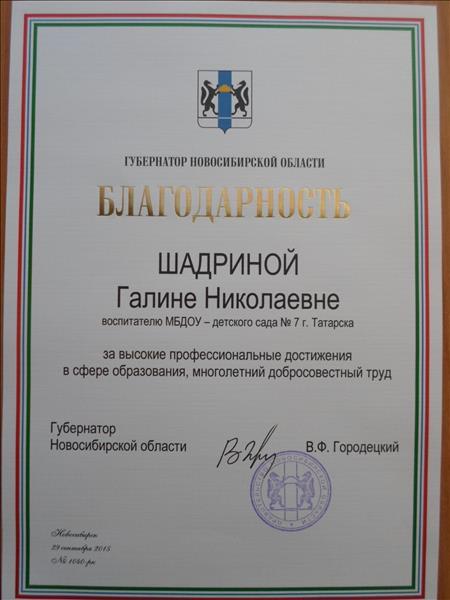 ГУБЕРНАТОР НОВОСИБИРСКОЙ ОБЛАСТИ
БЛАГОДАРНОСТЬ
ШАДРИНОЙ
Галине Николаевне
воспитателю МБДОУ – детского сада № 7 г. Татарска
за высокие профессиональные достижения
в сфере образования, многолетний добросовестный труд
Губернатор
Новосибирской области
В.Ф. Городецкий
Новосибирск
29 сентября 2015
№ 1040-рк